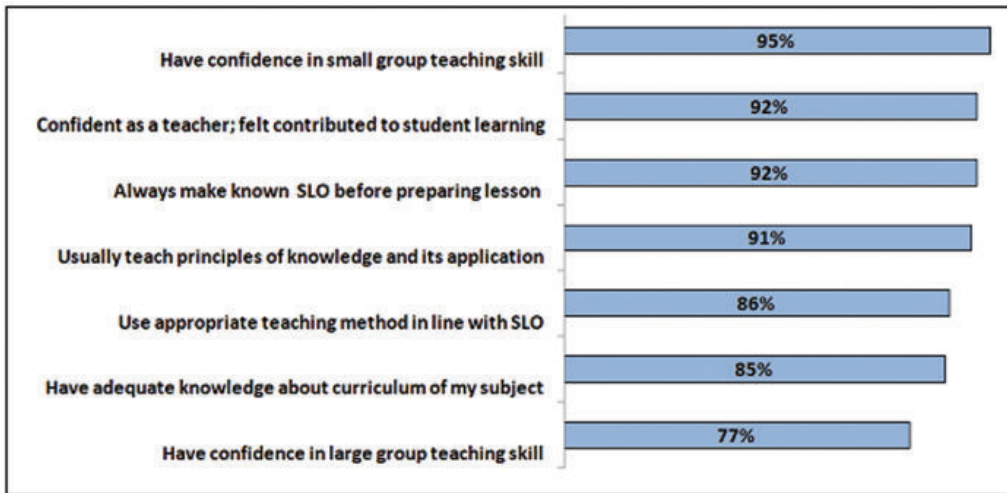 Have confidence in small group teaching skill 95%
Confident as a teacher; felt contributed to student learning 92%
Always make known SLO before preparing lesson 92%
Usually teach principles of knowledge and its application 91%
Use appropriate teaching method in line with SLO 86%
Have adequate knowledge about curriculum of my subject 85%
Have confidence in large group teaching skill 77%